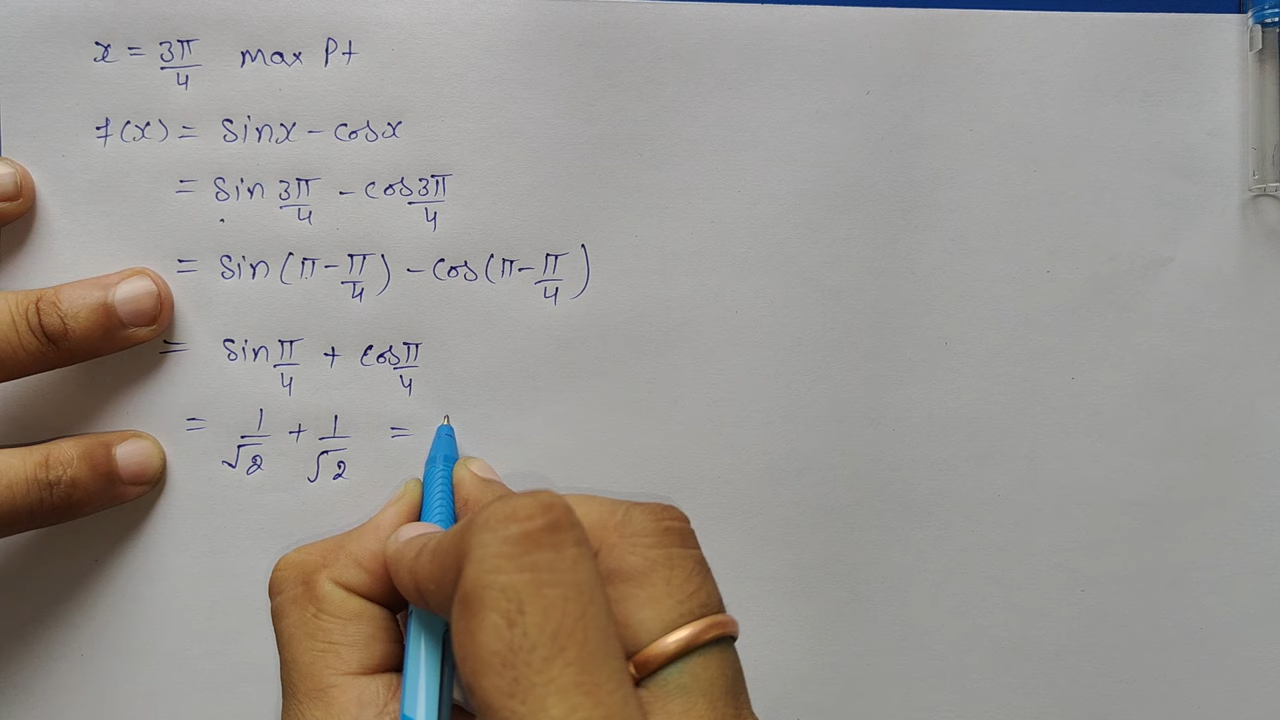 x = 3π/4 max Pt
f(x) = sinx - cosx
= sin 3π/4 - cos 3π/4
= sin(π - π/4) - cos(π - π/4)
= sin π/4 + cos π/4
= 1/√2 + 1/√2 =